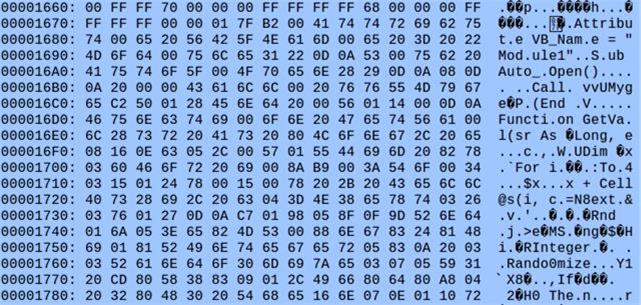 00001660: 00 FF FF 70 00 00 00 FF FF FF FF 68 00 00 00 FF .��p...����h...�
00001670: FF FF FF 00 00 01 7F B2 00 41 74 74 72 69 62 75 ���....�.Attribu
00001680: 74 00 65 20 56 42 5F 4E 61 6D 00 65 20 3D 20 22 t.e VB_Nam.e = "
00001690: 4D 6F 64 00 75 6C 65 31 22 0D 0A 53 00 75 62 20 Mod.ule1"..S.ub
000016A0: 41 75 74 6F 5F 00 4F 70 65 6E 28 29 0D 0A 08 0D Auto_.Open()....
000016B0: 0A 20 00 00 43 61 6C 6C 00 20 76 76 55 4D 79 67 . ..Call. vvUMyg
000016C0: 65 C2 50 01 28 45 6E 64 20 00 56 01 14 00 0D 0A e�P.(End .V.....
000016D0: 46 75 6E 63 74 69 00 6F 6E 20 47 65 74 56 61 00 Functi.on GetVa.
000016E0: 6C 28 73 72 20 41 73 20 80 4C 6F 6E 67 2C 20 65 l(sr As �Long, e
000016F0: 08 16 0E 63 05 2C 00 57 01 55 44 69 6D 20 82 78 ...c.,.W.UDim �x
00001700: 03 60 46 6F 72 20 69 00 8A B9 00 3A 54 6F 00 34 .`For i.��.:To.4
00001710: 03 15 01 24 78 00 15 00 78 20 2B 20 43 65 6C 6C ...$x...x + Cell
00001720: 40 73 28 69 2C 20 63 04 3D 4E 38 65 78 74 03 26 @s(i, c.=N8ext.&
00001730: 03 76 01 27 0D 0A C7 01 98 05 8F 0F 9D 52 6E 64 .v.'..�.�.�.�Rnd
00001740: 01 6A 05 3E 65 82 4D 53 00 88 6E 67 83 24 81 48 .j.>e�MS.�ng�$�H
00001750: 69 01 81 52 49 6E 74 65 67 65 72 05 83 0A 20 03 i.�RInteger.�. .
00001760: 03 52 61 6E 64 6F 30 6D 69 7A 65 03 07 05 59 31 .Rando0mize...Y1
00001770: 20 CD 80 58 38 83 09 01 2C 49 66 80 64 80 A8 04 `X8�..,If�d��.
00001780: 20 32 80 48 30 20 54 68 65 16 6E 07 0E 01 10 72 2�H0 The.n....r